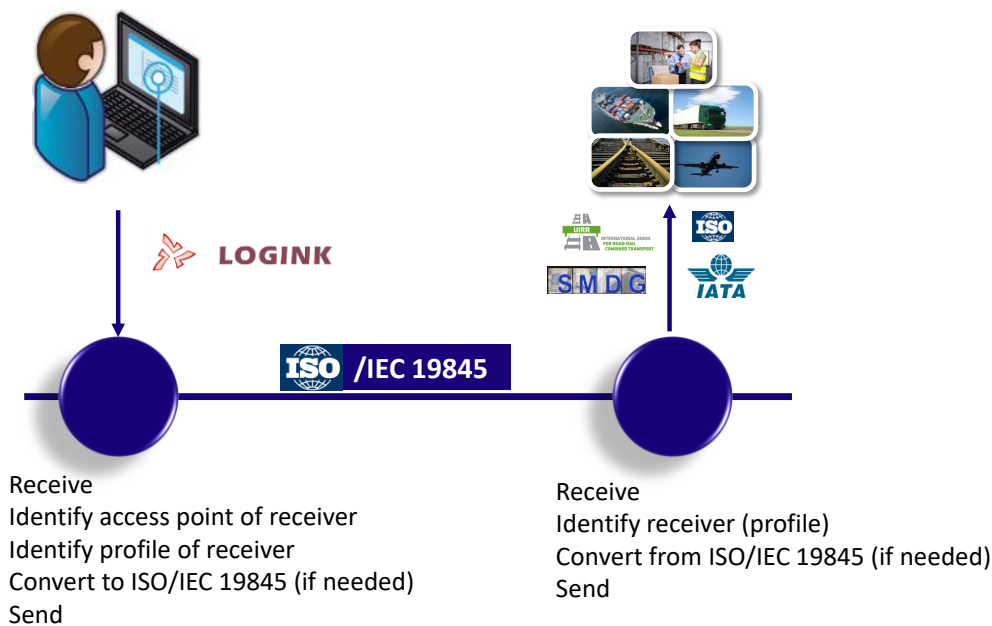 LOGINK
UIRR
INTERNATIONAL UNION
FOR ROAD-RAIL
COMBINED TRANSPORT
ISO
SMDG
IATA
ISO /IEC 19845
Receive
Identify access point of receiver
Identify profile of receiver
Convert to ISO/IEC 19845 (if needed)
Send
Receive
Identify receiver (profile)
Convert from ISO/IEC 19845 (if needed)
Send